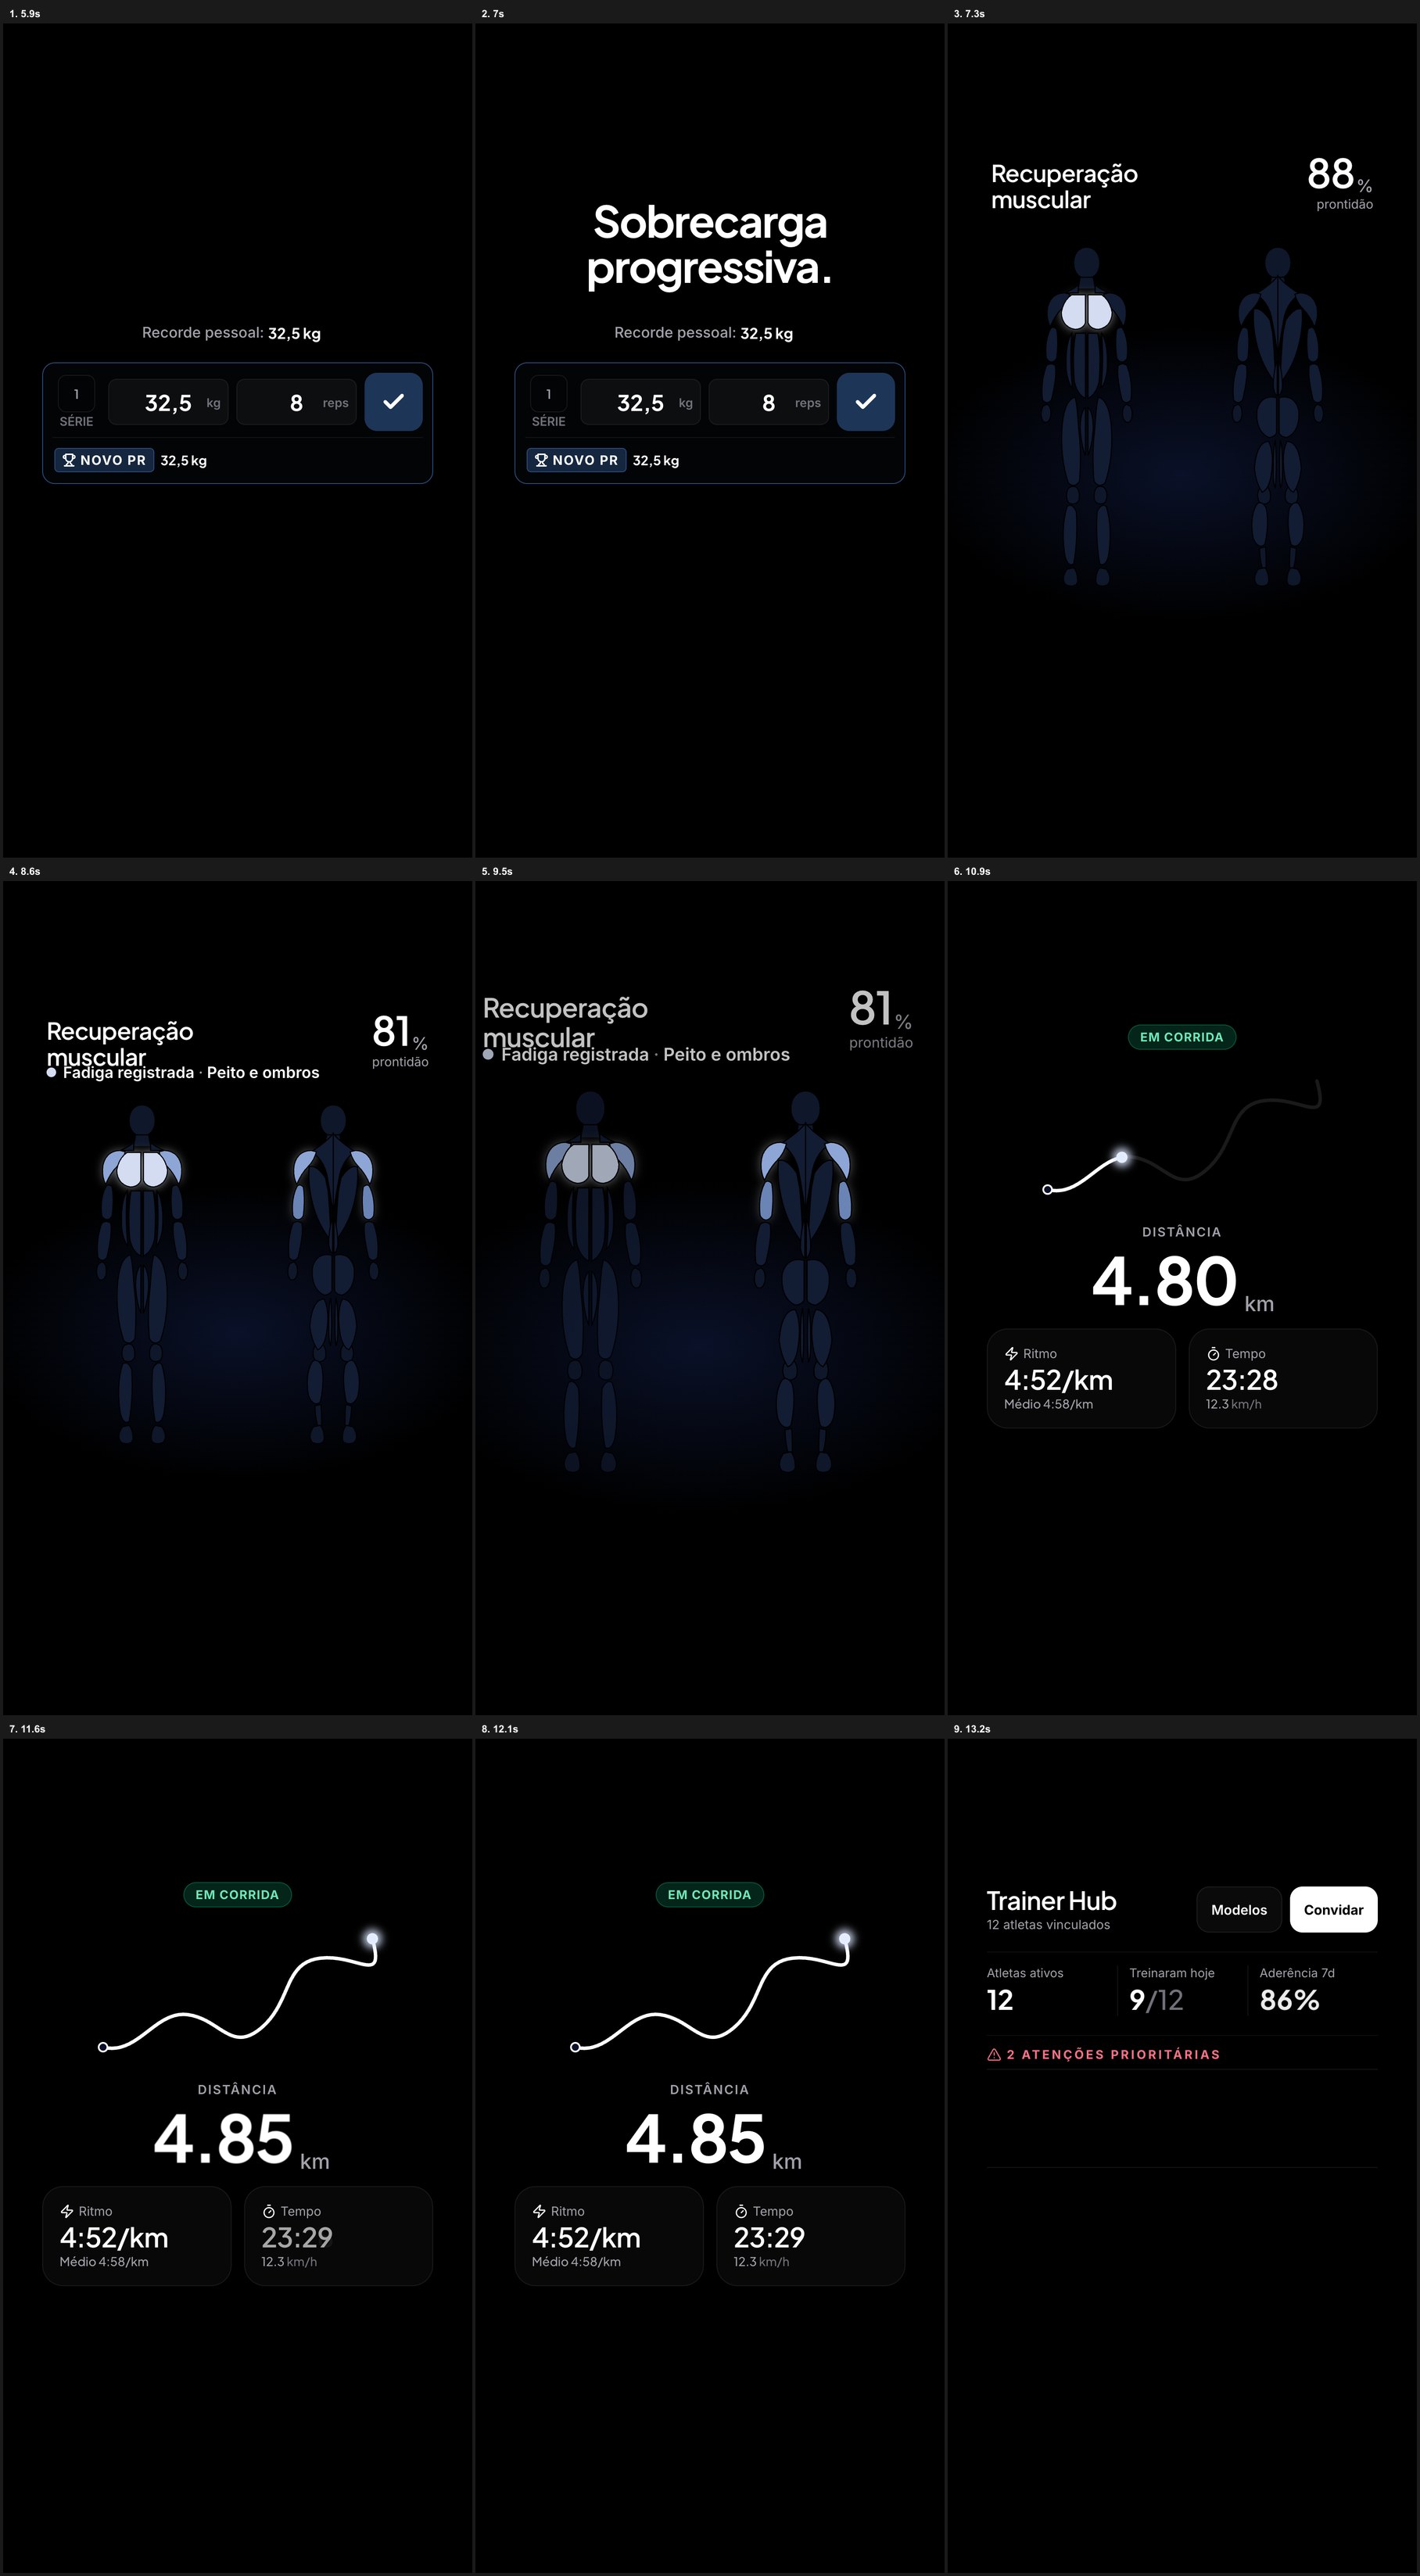 1. 5.9s
Recorde pessoal: 32,5 kg
1
SÉRIE
32,5 kg
8 reps
NOVO PR 32,5 kg
2. 7s
Sobrecarga
progressiva.
Recorde pessoal: 32,5 kg
1
SÉRIE
32,5 kg
8 reps
NOVO PR 32,5 kg
3. 7.3s
Recuperação
muscular
88%
prontidão
4. 8.6s
Recuperação
muscular
81%
prontidão
Fadiga registrada · Peito e ombros
5. 9.5s
Recuperação
muscular
81%
prontidão
Fadiga registrada · Peito e ombros
6. 10.9s
EM CORRIDA
DISTÂNCIA
4.80 km
Ritmo
4:52/km
Médio 4:58/km
Tempo
23:28
12.3 km/h
7. 11.6s
EM CORRIDA
DISTÂNCIA
4.85 km
Ritmo
4:52/km
Médio 4:58/km
Tempo
23:29
12.3 km/h
8. 12.1s
EM CORRIDA
DISTÂNCIA
4.85 km
Ritmo
4:52/km
Médio 4:58/km
Tempo
23:29
12.3 km/h
9. 13.2s
Trainer Hub
12 atletas vinculados
Modelos
Convidar
Atletas ativos
12
Treinaram hoje
9/12
Aderência 7d
86%
2 ATENÇÕES PRIORITÁRIAS